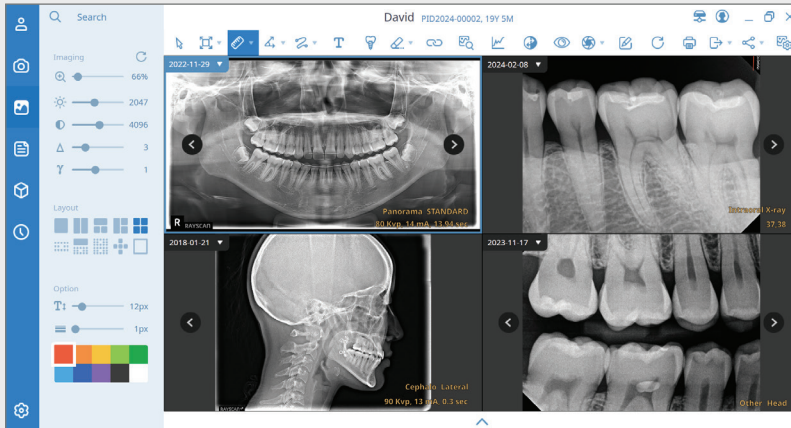 Search
David PID2024-00002, 19Y 5M
Imaging
66%
2047
4096
3
γ 1
Layout
Option
T 12px
1px
T
2022-11-29
Panorama STANDARD
80 Kvp, 14 mA, 13.94 sec
R BAYSCAN
2024-02-08
Intraoral X-ray
37,38
2018-01-21
Cephalo Lateral
90 Kvp, 13 mA, 0.3 sec
BAYSCAN
2023-11-17
Other Head